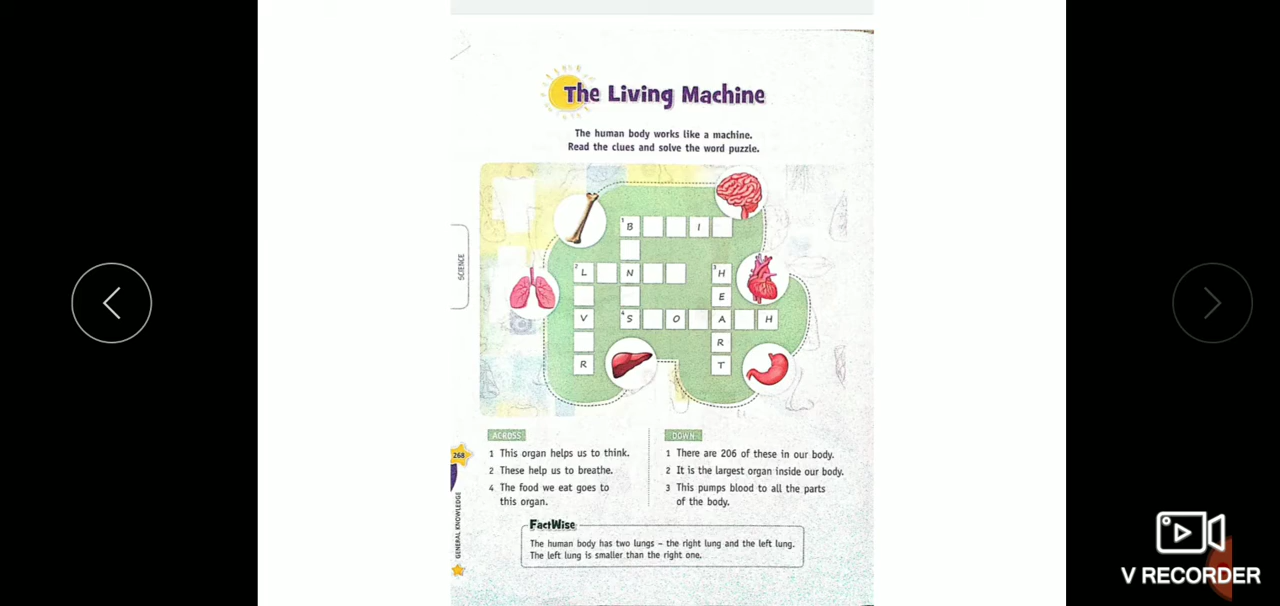 The Living Machine
The human body works like a machine.
Read the clues and solve the word puzzle.
SCIENCE
1 B I
2 L N 3 H
E
V 4 S O A H
R
R T
ACROSS
1 This organ helps us to think.
2 These help us to breathe.
4 The food we eat goes to
this organ.
DOWN
1 There are 206 of these in our body.
2 It is the largest organ inside our body.
3 This pumps blood to all the parts
of the body.
268
GENERAL KNOWLEDGE
FactWise
The human body has two lungs – the right lung and the left lung.
The left lung is smaller than the right one.
V RECORDER